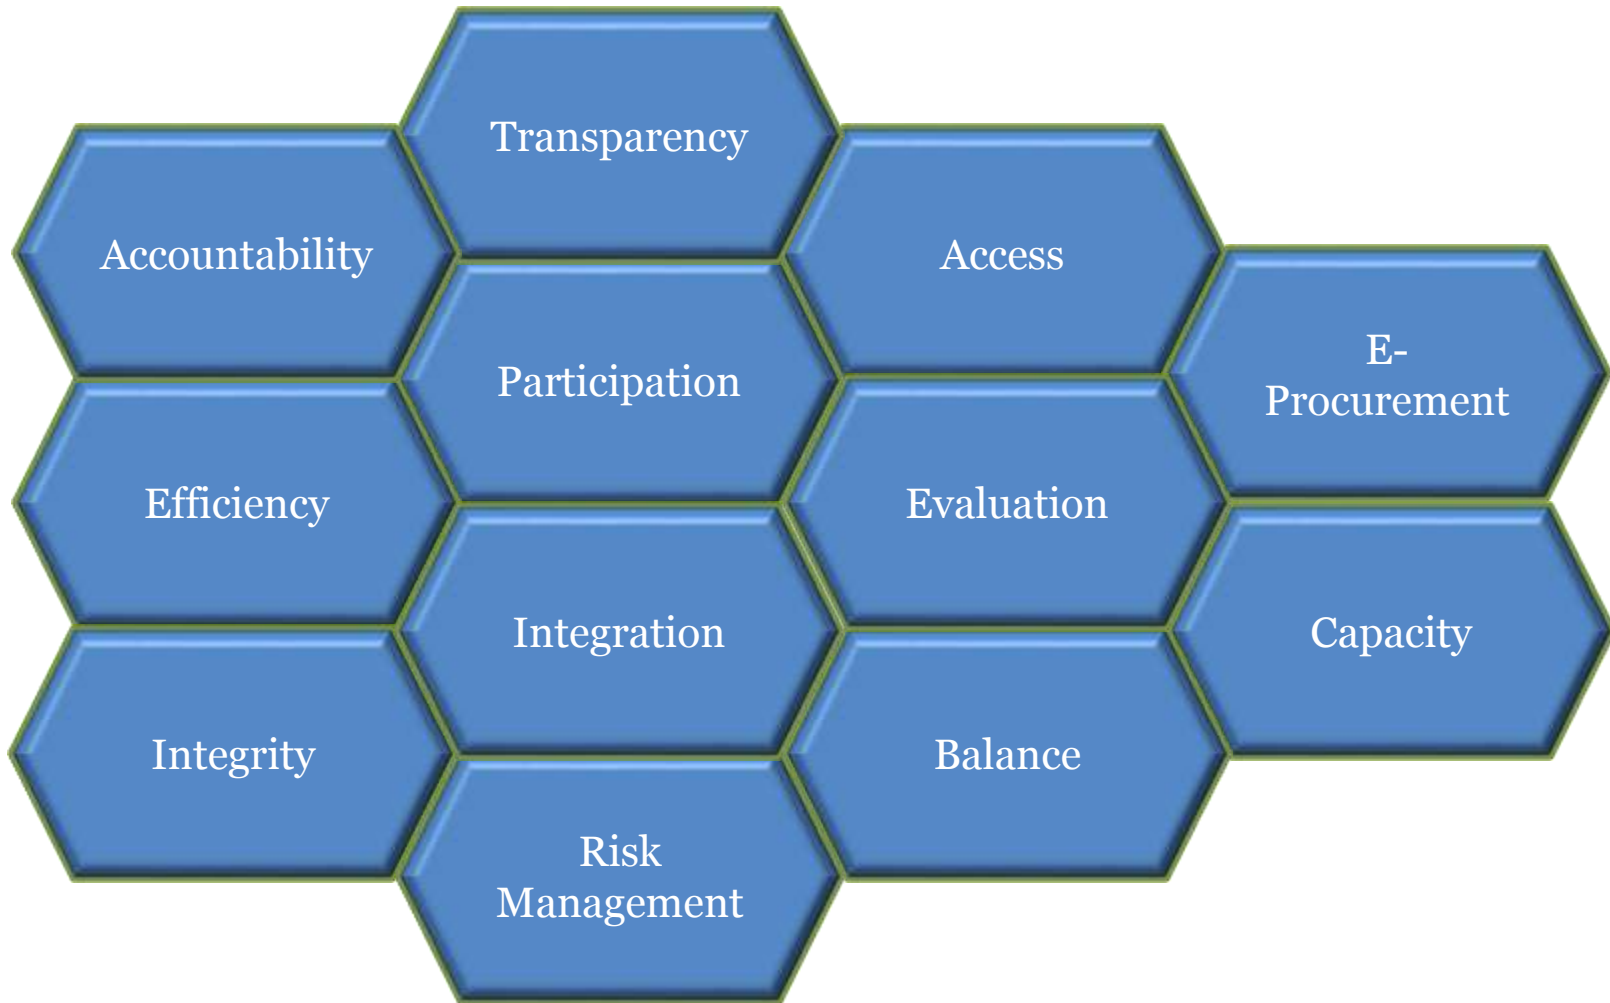 Transparency
Accountability
Access
E-
Procurement
Participation
Efficiency
Evaluation
Integration
Capacity
Integrity
Balance
Risk
Management